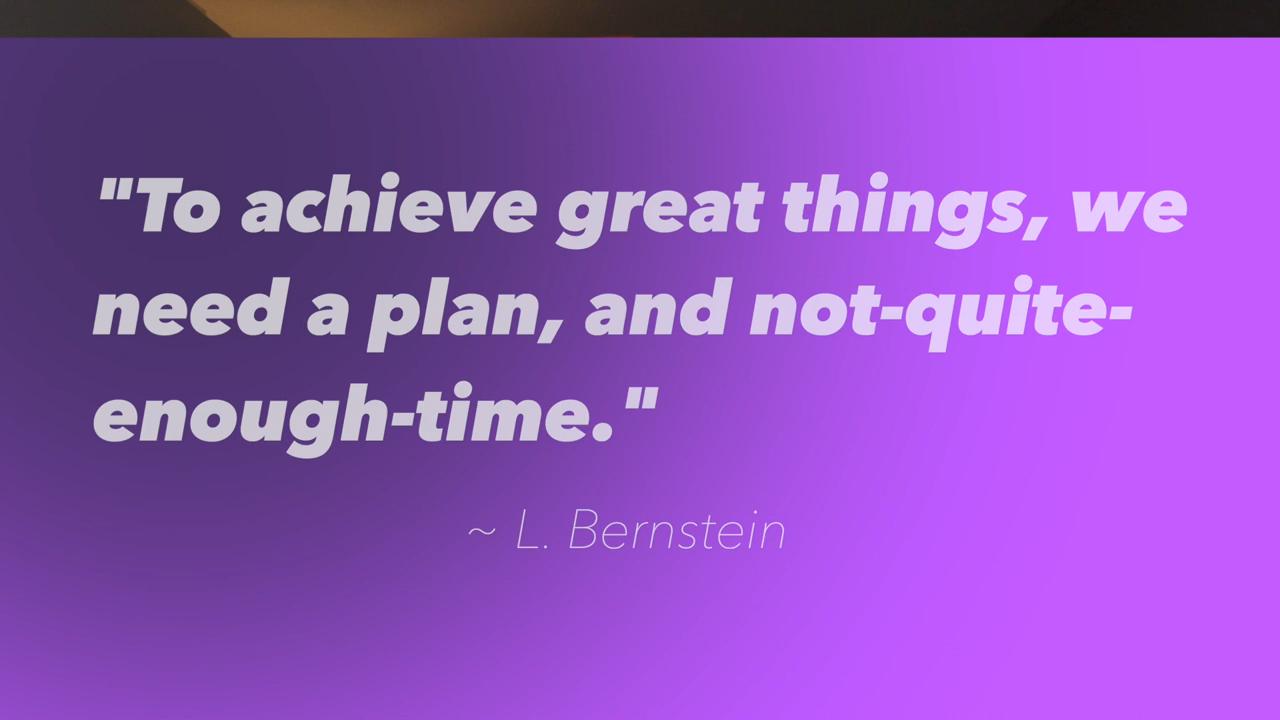 "To achieve great things, we
need a plan, and not-quite-
enough-time."
~ L. Bernstein